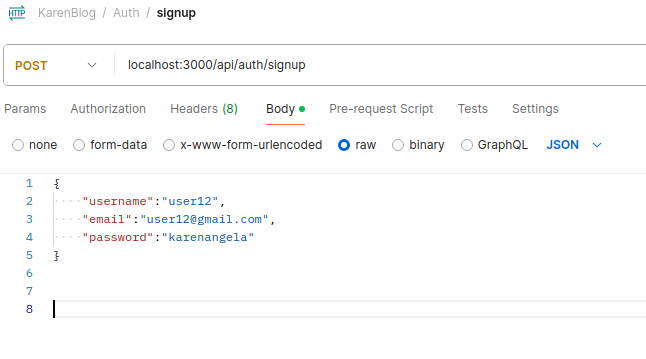 HTTP KarenBlog / Auth / signup
POST localhost:3000/api/auth/signup
Params Authorization Headers (8) Body Pre-request Script Tests Settings
none form-data x-www-form-urlencoded raw binary GraphQL JSON
1 {
2 "username":"user12",
3 "email":"user12@gmail.com",
4 "password":"karenangela"
5 }
6
7
8